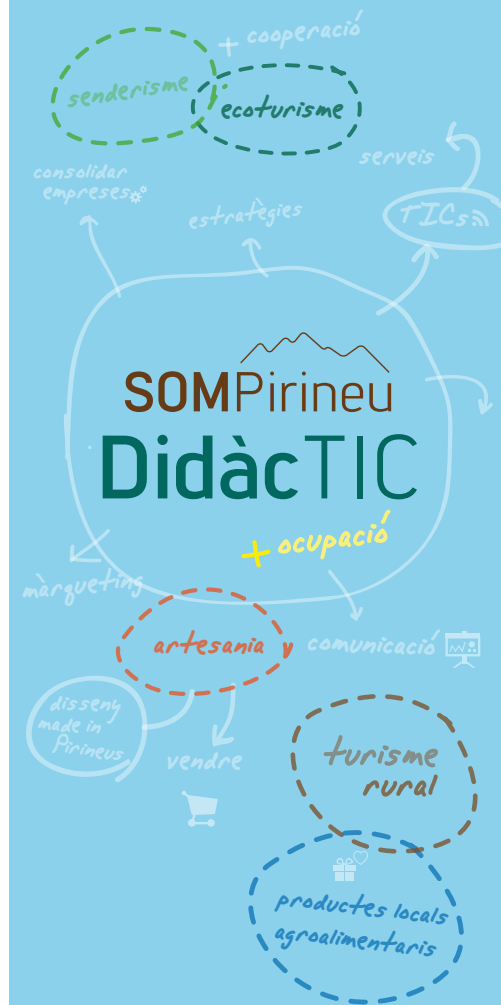 + cooperació
senderisme
ecoturisme
serveis
consolidar
empreses
estratègies
TICs
SOMPirineu
DidàcTIC
+ ocupació
màrqueting
artesania
comunicació
disseny
made in
Pirineus
vendre
turisme
rural
productes locals
agroalimentaris